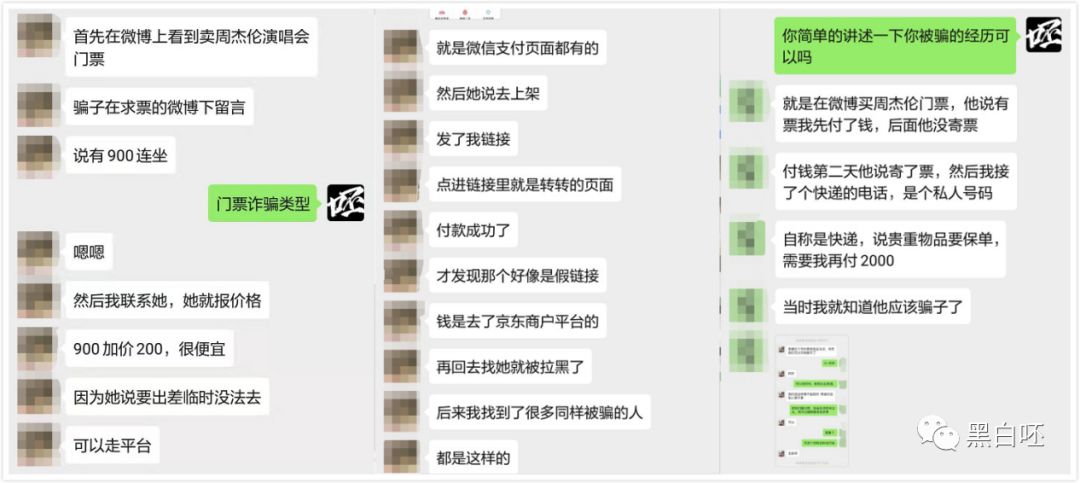 首先在微博上看到卖周杰伦演唱会
门票
骗子在求票的微博下留言
说有900连坐
门票诈骗类型
嗯嗯
然后我联系她，她就报价格
900加价200，很便宜
因为她说要出差临时没法去
可以走平台
就是微信支付页面都有的
然后她说去上架
发了我链接
点进链接里就是转转的页面
付款成功了
才发现那个好像是假链接
钱是去了京东商户平台的
再回去找她就被拉黑了
后来我找到了很多同样被骗的人
都是这样的
你简单的讲述一下你被骗的经历可
以吗
就是在微博买周杰伦门票，他说有
票我先付了钱，后面他没寄票
付钱第二天他说寄了票，然后我接
了个快递的电话，是个私人号码
自称是快递，说贵重物品要保单，
需要我再付2000
当时我就知道他应该骗子了
黑白呸